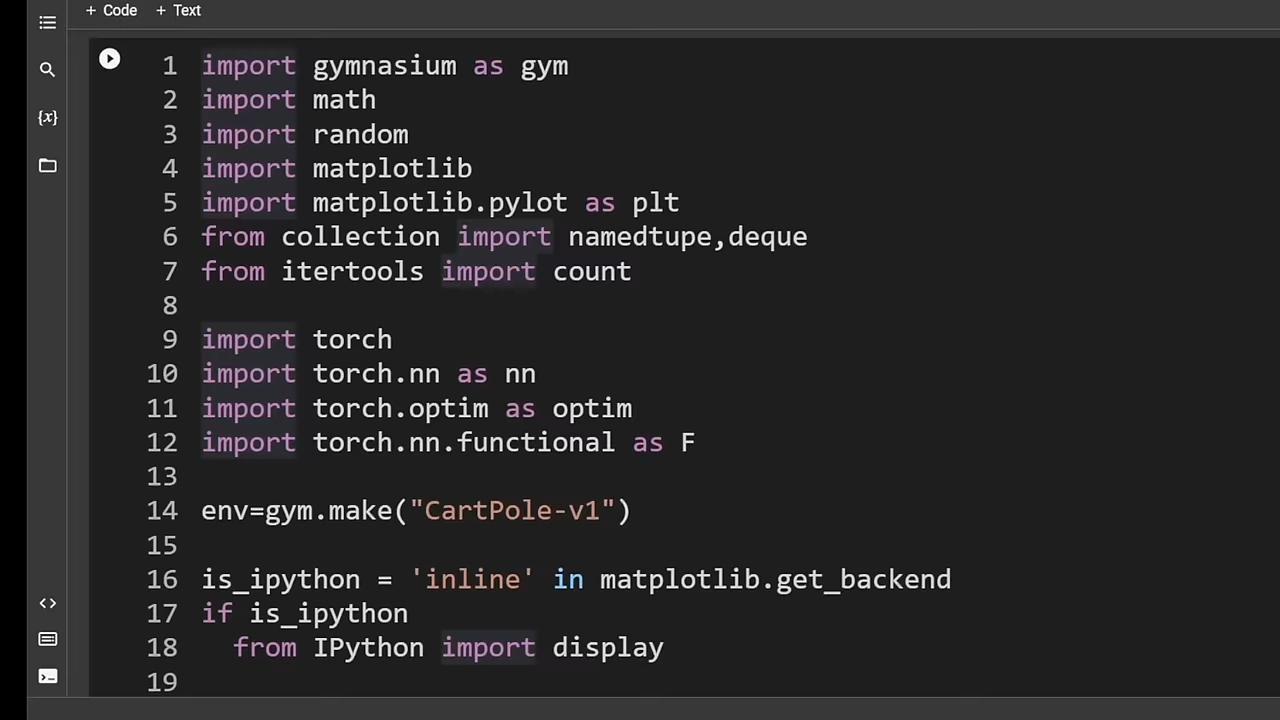 + Code + Text
1 import gymnasium as gym
2 import math
3 import random
4 import matplotlib
5 import matplotlib.pylot as plt
6 from collection import namedtupe,deque
7 from itertools import count
8
9 import torch
10 import torch.nn as nn
11 import torch.optim as optim
12 import torch.nn.functional as F
13
14 env=gym.make("CartPole-v1")
15
16 is_ipython = 'inline' in matplotlib.get_backend
17 if is_ipython
18   from IPython import display
19